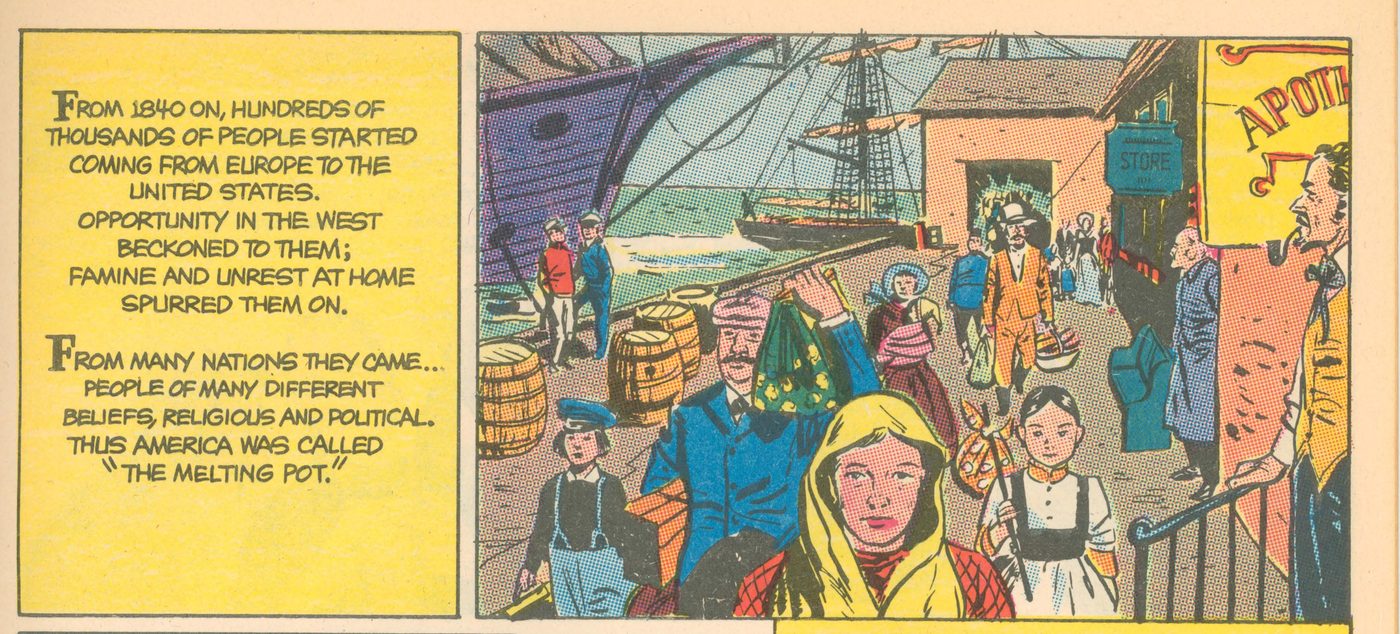 FROM 1840 ON, HUNDREDS OF
THOUSANDS OF PEOPLE STARTED
COMING FROM EUROPE TO THE
UNITED STATES.
OPPORTUNITY IN THE WEST
BECKONED TO THEM;
FAMINE AND UNREST AT HOME
SPURRED THEM ON.
FROM MANY NATIONS THEY CAME...
PEOPLE OF MANY DIFFERENT
BELIEFS, RELIGIOUS AND POLITICAL.
THUS AMERICA WAS CALLED
"THE MELTING POT."
STORE
APOTH